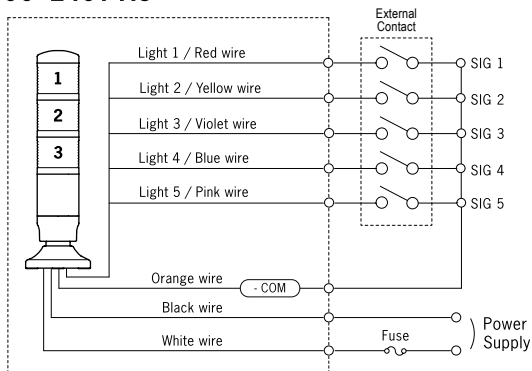 External
Contact
Light 1 / Red wire
SIG 1
1
Light 2 / Yellow wire
SIG 2
2
Light 3 / Violet wire
SIG 3
3
Light 4 / Blue wire
SIG 4
Light 5 / Pink wire
SIG 5
Orange wire
- COM
Black wire
Power
Supply
White wire
Fuse